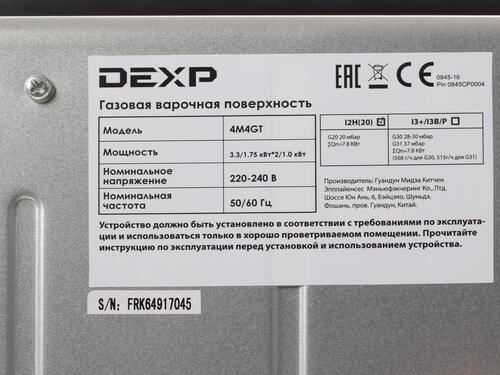 DEXP
EAC CE 0845-16
Pin 0845CP0004
Газовая варочная поверхность
Модель 4M4GT
Мощность 3.3/1.75 кВт*2/1.0 кВт
Номинальное
напряжение 220-240 В
Номинальная
частота 50/60 Гц
I2H(20) I3+/I3B/P
G20 20 мбар
ΣQn=7.8 КВт
G30 28-30 мбар
G31 37 мбар
ΣQn=7.8 КВт
(568 г/ч для G30, 515г/ч для G31)
Изготовитель: Гуандун Мидэа Китчен
Эпплайенсес Мэньюфэкчеринг Ко., Лтд.
Шоссе Юн Ань, 6, Бэйцзяо, Шуньдэ,
Фошань, пров. Гуандун, Китай.
Устройство должно быть установлено в соответствии с требованиями по эксплуата-
ции и использоваться только в хорошо проветриваемом помещении. Прочитайте
инструкцию по эксплуатации перед установкой и использованием устройства.
S/N: FRK64917045